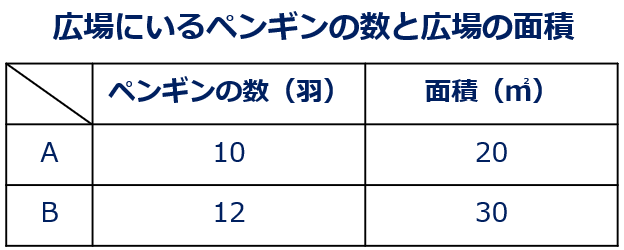 広場にいるペンギンの数と広場の面積
ペンギンの数（羽） 面積（㎡）
A 10 20
B 12 30